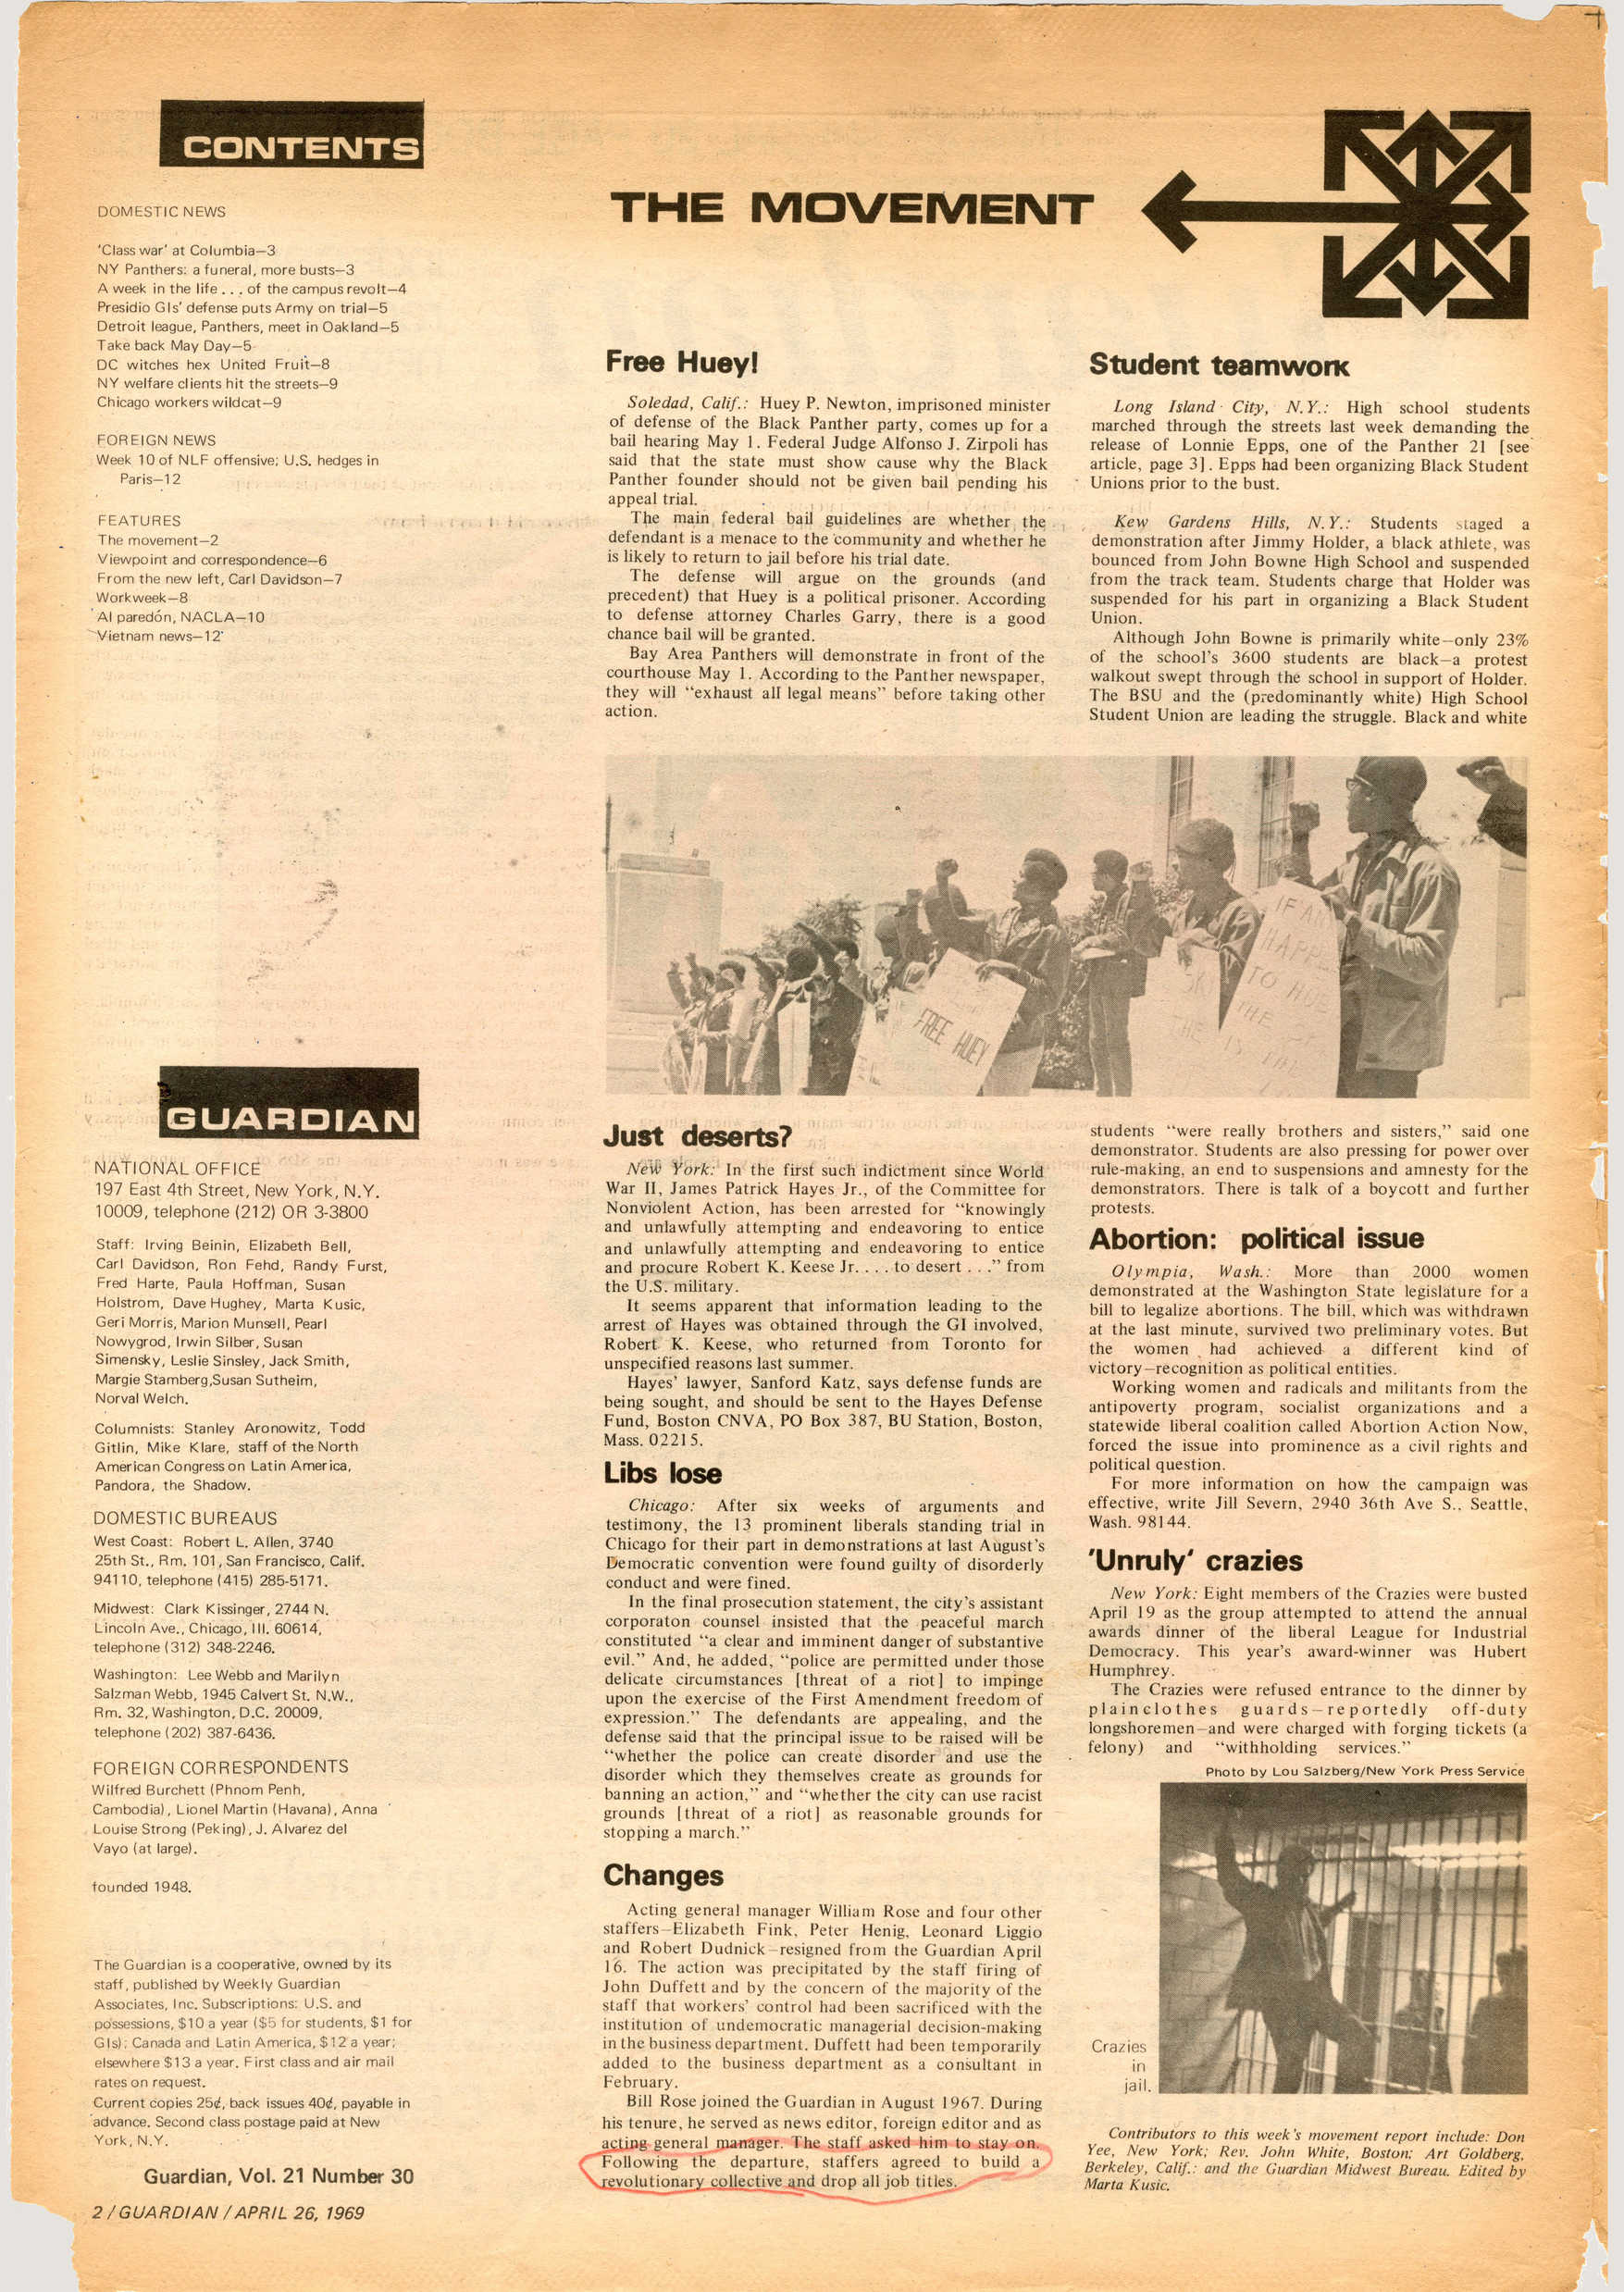 CONTENTS
DOMESTIC NEWS
'Class war' at Columbia—3
NY Panthers: a funeral, more busts—3
A week in the life . . . of the campus revolt—4
Presidio GIs' defense puts Army on trial—5
Detroit league, Panthers, meet in Oakland—5
Take back May Day—5
DC witches hex United Fruit—8
NY welfare clients hit the streets—9
Chicago workers wildcat—9
FOREIGN NEWS
Week 10 of NLF offensive; U.S. hedges in
Paris—12
FEATURES
The movement—2
Viewpoint and correspondence—6
From the new left, Carl Davidson—7
Workweek—8
Al paredón, NACLA—10
Vietnam news—12
GUARDIAN
NATIONAL OFFICE
197 East 4th Street, New York, N.Y.
10009, telephone (212) OR 3-3800
Staff: Irving Beinin, Elizabeth Bell,
Carl Davidson, Ron Fehd, Randy Furst,
Fred Harte, Paula Hoffman, Susan
Holstrom, Dave Hughey, Marta Kusic,
Geri Morris, Marion Munsell, Pearl
Nowygrod, Irwin Silber, Susan
Simensky, Leslie Sinsley, Jack Smith,
Margie Stamberg,Susan Sutheim,
Norval Welch.
Columnists: Stanley Aronowitz, Todd
Gitlin, Mike Klare, staff of the North
American Congress on Latin America,
Pandora, the Shadow.
DOMESTIC BUREAUS
West Coast: Robert L. Allen, 3740
25th St., Rm. 101, San Francisco, Calif.
94110, telephone (415) 285-5171.
Midwest: Clark Kissinger, 2744 N.
Lincoln Ave., Chicago, Ill. 60614,
telephone (312) 348-2246.
Washington: Lee Webb and Marilyn
Salzman Webb, 1945 Calvert St. N.W.,
Rm. 32, Washington, D.C. 20009,
telephone (202) 387-6436.
FOREIGN CORRESPONDENTS
Wilfred Burchett (Phnom Penh,
Cambodia), Lionel Martin (Havana), Anna
Louise Strong (Peking), J. Alvarez del
Vayo (at large).
founded 1948.
The Guardian is a cooperative, owned by its
staff, published by Weekly Guardian
Associates, Inc. Subscriptions: U.S. and
possessions, $10 a year ($5 for students, $1 for
GIs); Canada and Latin America, $12 a year;
elsewhere $13 a year. First class and air mail
rates on request.
Current copies 25¢, back issues 40¢, payable in
advance. Second class postage paid at New
York, N.Y.
Guardian, Vol. 21 Number 30
2 / GUARDIAN / APRIL 26, 1969
THE MOVEMENT
Free Huey!
Soledad, Calif.: Huey P. Newton, imprisoned minister
of defense of the Black Panther party, comes up for a
bail hearing May 1. Federal Judge Alfonso J. Zirpoli has
said that the state must show cause why the Black
Panther founder should not be given bail pending his
appeal trial.
The main federal bail guidelines are whether the
defendant is a menace to the community and whether he
is likely to return to jail before his trial date.
The defense will argue on the grounds (and
precedent) that Huey is a political prisoner. According
to defense attorney Charles Garry, there is a good
chance bail will be granted.
Bay Area Panthers will demonstrate in front of the
courthouse May 1. According to the Panther newspaper,
they will “exhaust all legal means” before taking other
action.
Student teamwork
Long Island City, N.Y.: High school students
marched through the streets last week demanding the
release of Lonnie Epps, one of the Panther 21 [see
article, page 3]. Epps had been organizing Black Student
Unions prior to the bust.
Kew Gardens Hills, N.Y.: Students staged a
demonstration after Jimmy Holder, a black athlete, was
bounced from John Bowne High School and suspended
from the track team. Students charge that Holder was
suspended for his part in organizing a Black Student
Union.
Although John Bowne is primarily white—only 23%
of the school's 3600 students are black—a protest
walkout swept through the school in support of Holder.
The BSU and the (predominantly white) High School
Student Union are leading the struggle. Black and white
FREE HUEY
IF AN
HAPPE
TO HUE
THE
Just deserts?
New York: In the first such indictment since World
War II, James Patrick Hayes Jr., of the Committee for
Nonviolent Action, has been arrested for “knowingly
and unlawfully attempting and endeavoring to entice
and unlawfully attempting and endeavoring to entice
and procure Robert K. Keese Jr. . . . to desert . . .” from
the U.S. military.
It seems apparent that information leading to the
arrest of Hayes was obtained through the GI involved,
Robert K. Keese, who returned from Toronto for
unspecified reasons last summer.
Hayes' lawyer, Sanford Katz, says defense funds are
being sought, and should be sent to the Hayes Defense
Fund, Boston CNVA, PO Box 387, BU Station, Boston,
Mass. 02215.
Libs lose
Chicago: After six weeks of arguments and
testimony, the 13 prominent liberals standing trial in
Chicago for their part in demonstrations at last August's
Democratic convention were found guilty of disorderly
conduct and were fined.
In the final prosecution statement, the city's assistant
corporaton counsel insisted that the peaceful march
constituted “a clear and imminent danger of substantive
evil.” And, he added, “police are permitted under those
delicate circumstances [threat of a riot] to impinge
upon the exercise of the First Amendment freedom of
expression.” The defendants are appealing, and the
defense said that the principal issue to be raised will be
“whether the police can create disorder and use the
disorder which they themselves create as grounds for
banning an action,” and “whether the city can use racist
grounds [threat of a riot] as reasonable grounds for
stopping a march.”
Changes
Acting general manager William Rose and four other
staffers—Elizabeth Fink, Peter Henig, Leonard Liggio
and Robert Dudnick—resigned from the Guardian April
16. The action was precipitated by the staff firing of
John Duffett and by the concern of the majority of the
staff that workers' control had been sacrificed with the
institution of undemocratic managerial decision-making
in the business department. Duffett had been temporarily
added to the business department as a consultant in
February.
Bill Rose joined the Guardian in August 1967. During
his tenure, he served as news editor, foreign editor and as
acting general manager. The staff asked him to stay on.
Following the departure, staffers agreed to build a
revolutionary collective and drop all job titles.
students “were really brothers and sisters,” said one
demonstrator. Students are also pressing for power over
rule-making, an end to suspensions and amnesty for the
demonstrators. There is talk of a boycott and further
protests.
Abortion: political issue
Olympia, Wash.: More than 2000 women
demonstrated at the Washington State legislature for a
bill to legalize abortions. The bill, which was withdrawn
at the last minute, survived two preliminary votes. But
the women had achieved a different kind of
victory—recognition as political entities.
Working women and radicals and militants from the
antipoverty program, socialist organizations and a
statewide liberal coalition called Abortion Action Now,
forced the issue into prominence as a civil rights and
political question.
For more information on how the campaign was
effective, write Jill Severn, 2940 36th Ave S., Seattle,
Wash. 98144.
'Unruly' crazies
New York: Eight members of the Crazies were busted
April 19 as the group attempted to attend the annual
awards dinner of the liberal League for Industrial
Democracy. This year's award-winner was Hubert
Humphrey.
The Crazies were refused entrance to the dinner by
plainclothes guards—reportedly off-duty
longshoremen—and were charged with forging tickets (a
felony) and “withholding services.”
Photo by Lou Salzberg/New York Press Service
Crazies
in
jail.
Contributors to this week's movement report include: Don
Yee, New York; Rev. John White, Boston; Art Goldberg,
Berkeley, Calif.: and the Guardian Midwest Bureau. Edited by
Marta Kusic.